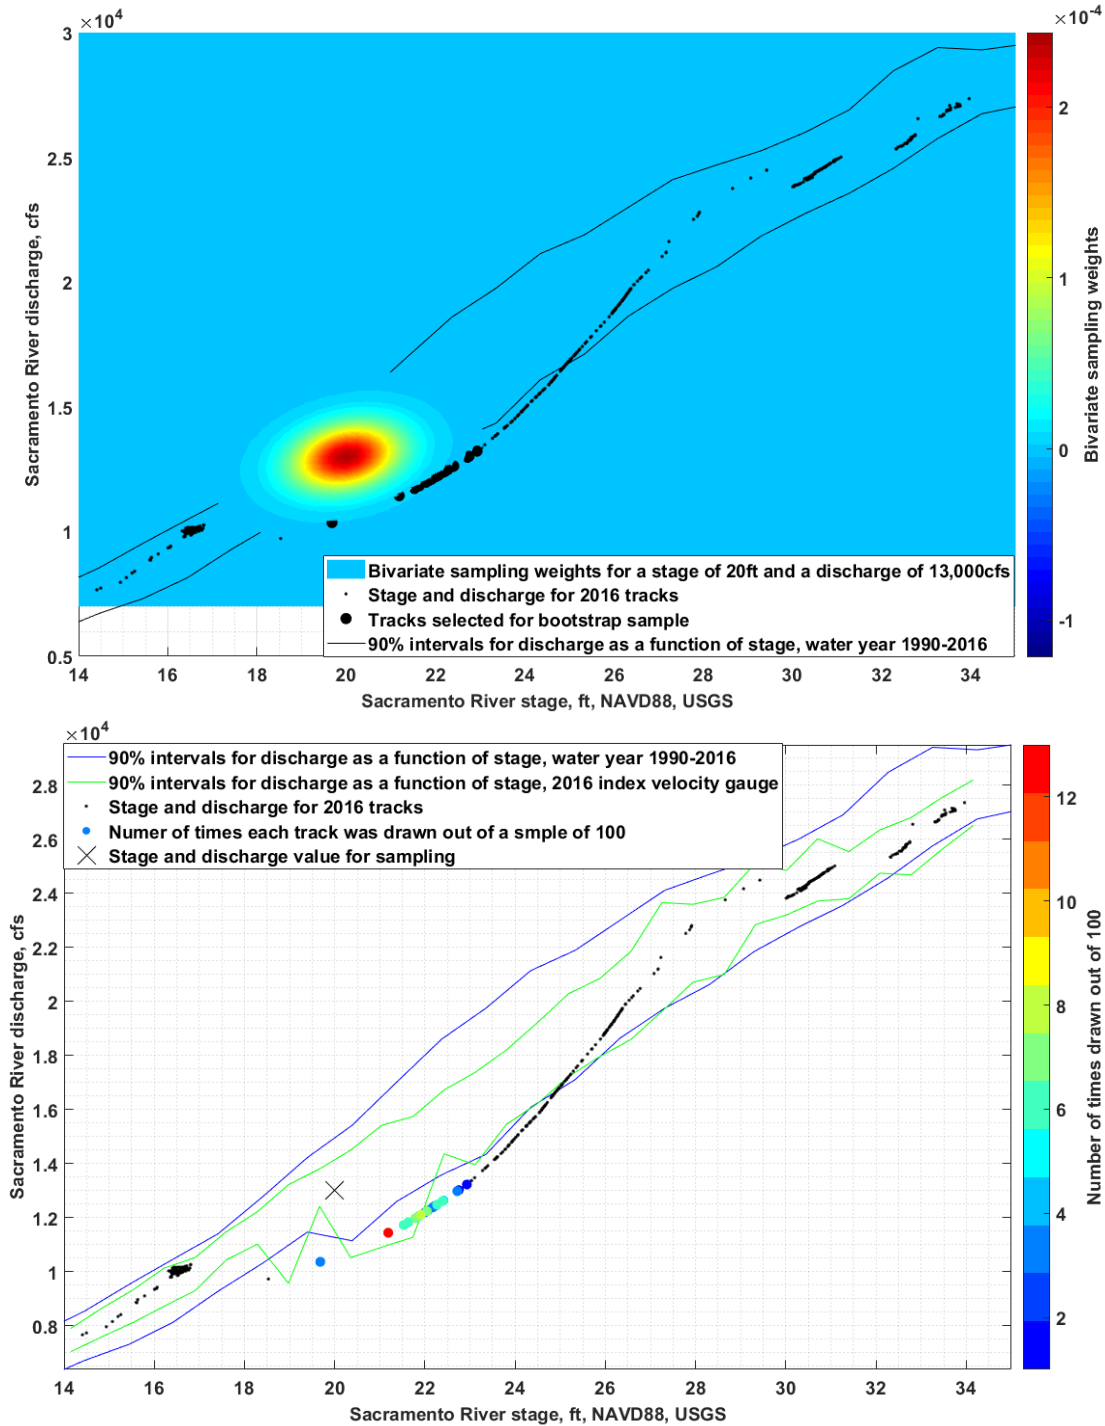 ×10⁴
×10⁻⁴
3
2.5
2
1.5
1
0.5
Sacramento River discharge, cfs
2
1
0
-1
Bivariate sampling weights
Bivariate sampling weights for a stage of 20ft and a discharge of 13,000cfs
Stage and discharge for 2016 tracks
Tracks selected for bootstrap sample
90% intervals for discharge as a function of stage, water year 1990-2016
14 16 18 20 22 24 26 28 30 32 34
Sacramento River stage, ft, NAVD88, USGS
×10⁴
90% intervals for discharge as a function of stage, water year 1990-2016
90% intervals for discharge as a function of stage, 2016 index velocity gauge
Stage and discharge for 2016 tracks
Numer of times each track was drawn out of a smple of 100
Stage and discharge value for sampling
2.8
2.6
2.4
2.2
2
1.8
1.6
1.4
1.2
1
0.8
Sacramento River discharge, cfs
12
10
8
6
4
2
Number of times drawn out of 100
14 16 18 20 22 24 26 28 30 32 34
Sacramento River stage, ft, NAVD88, USGS